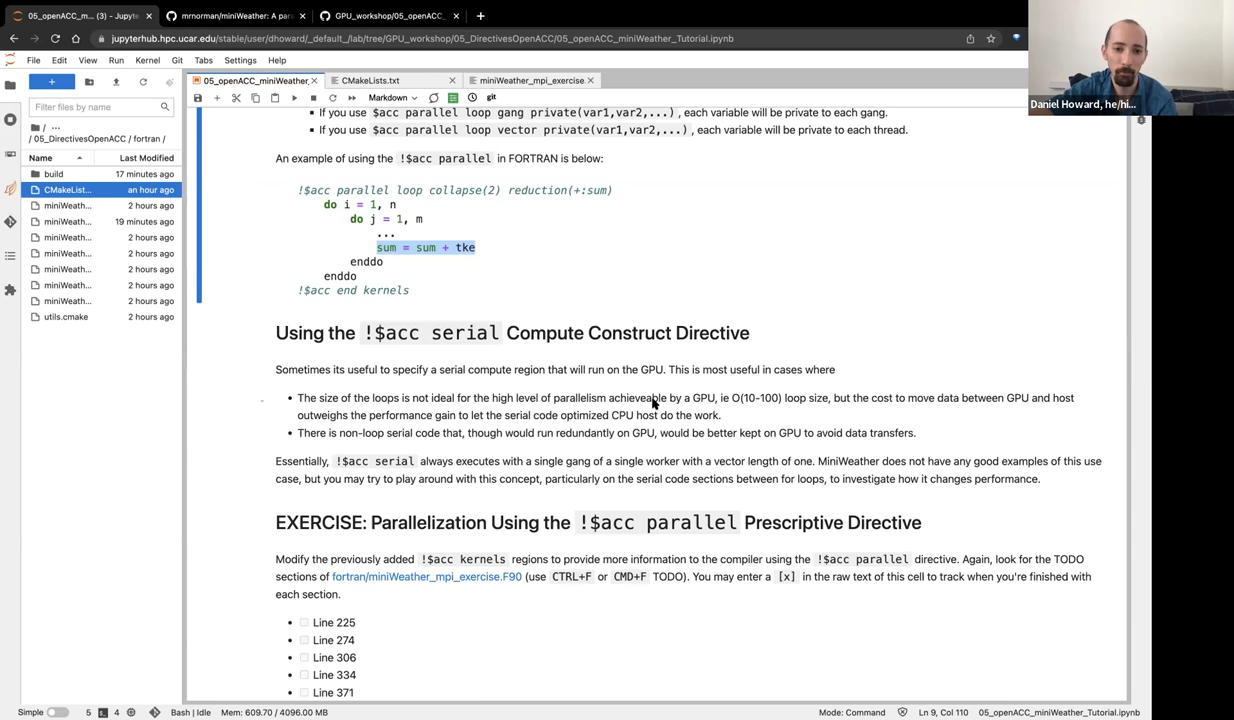 05_openACC_m... (3) - Jupyte
mrnorman/miniWeather: A par
GPU_workshop/05_openACC_
jupyterhub.hpc.ucar.edu/stable/user/dhoward/_default_/lab/tree/GPU_workshop/05_DirectivesOpenACC/05_openACC_miniWeather_Tutorial.ipynb
File Edit View Run Kernel Git Tabs Settings Help
05_openACC_miniWeather_
CMakeLists.txt
miniWeather_mpi_exercise.
Markdown
git
Filter files by name
/ ...
/ 05_DirectivesOpenACC / fortran /
Name Last Modified
build 17 minutes ago
CMakeList... an hour ago
miniWeath... 2 hours ago
miniWeath... 19 minutes ago
miniWeath... 2 hours ago
miniWeath... 2 hours ago
miniWeath... 2 hours ago
miniWeath... 2 hours ago
miniWeath... 2 hours ago
utils.cmake 2 hours ago
If you use $acc parallel loop gang private(var1,var2,...), each variable will be private to each gang.
If you use $acc parallel loop vector private(var1,var2,...), each variable will be private to each thread.
An example of using the !$acc parallel in FORTRAN is below:
!$acc parallel loop collapse(2) reduction(+:sum)
do i = 1, n
do j = 1, m
...
sum = sum + tke
enddo
enddo
!$acc end kernels
Using the !$acc serial Compute Construct Directive
Sometimes its useful to specify a serial compute region that will run on the GPU. This is most useful in cases where
The size of the loops is not ideal for the high level of parallelism achieveable by a GPU, ie O(10-100) loop size, but the cost to move data between GPU and host
outweighs the performance gain to let the serial code optimized CPU host do the work.
There is non-loop serial code that, though would run redundantly on GPU, would be better kept on GPU to avoid data transfers.
Essentially, !$acc serial always executes with a single gang of a single worker with a vector length of one. MiniWeather does not have any good examples of this use
case, but you may try to play around with this concept, particularly on the serial code sections between for loops, to investigate how it changes performance.
EXERCISE: Parallelization Using the !$acc parallel Prescriptive Directive
Modify the previously added !$acc kernels regions to provide more information to the compiler using the !$acc parallel directive. Again, look for the TODO
sections of fortran/miniWeather_mpi_exercise.F90 (use CTRL+F or CMD+F TODO). You may enter a [x] in the raw text of this cell to track when you're finished with
each section.
Line 225
Line 274
Line 306
Line 334
Line 371
Simple 5 4 Bash | Idle Mem: 609.70 / 4096.00 MB Mode: Command Ln 9, Col 110 05_openACC_miniWeather_Tutorial.ipynb
Daniel Howard, he/hi...